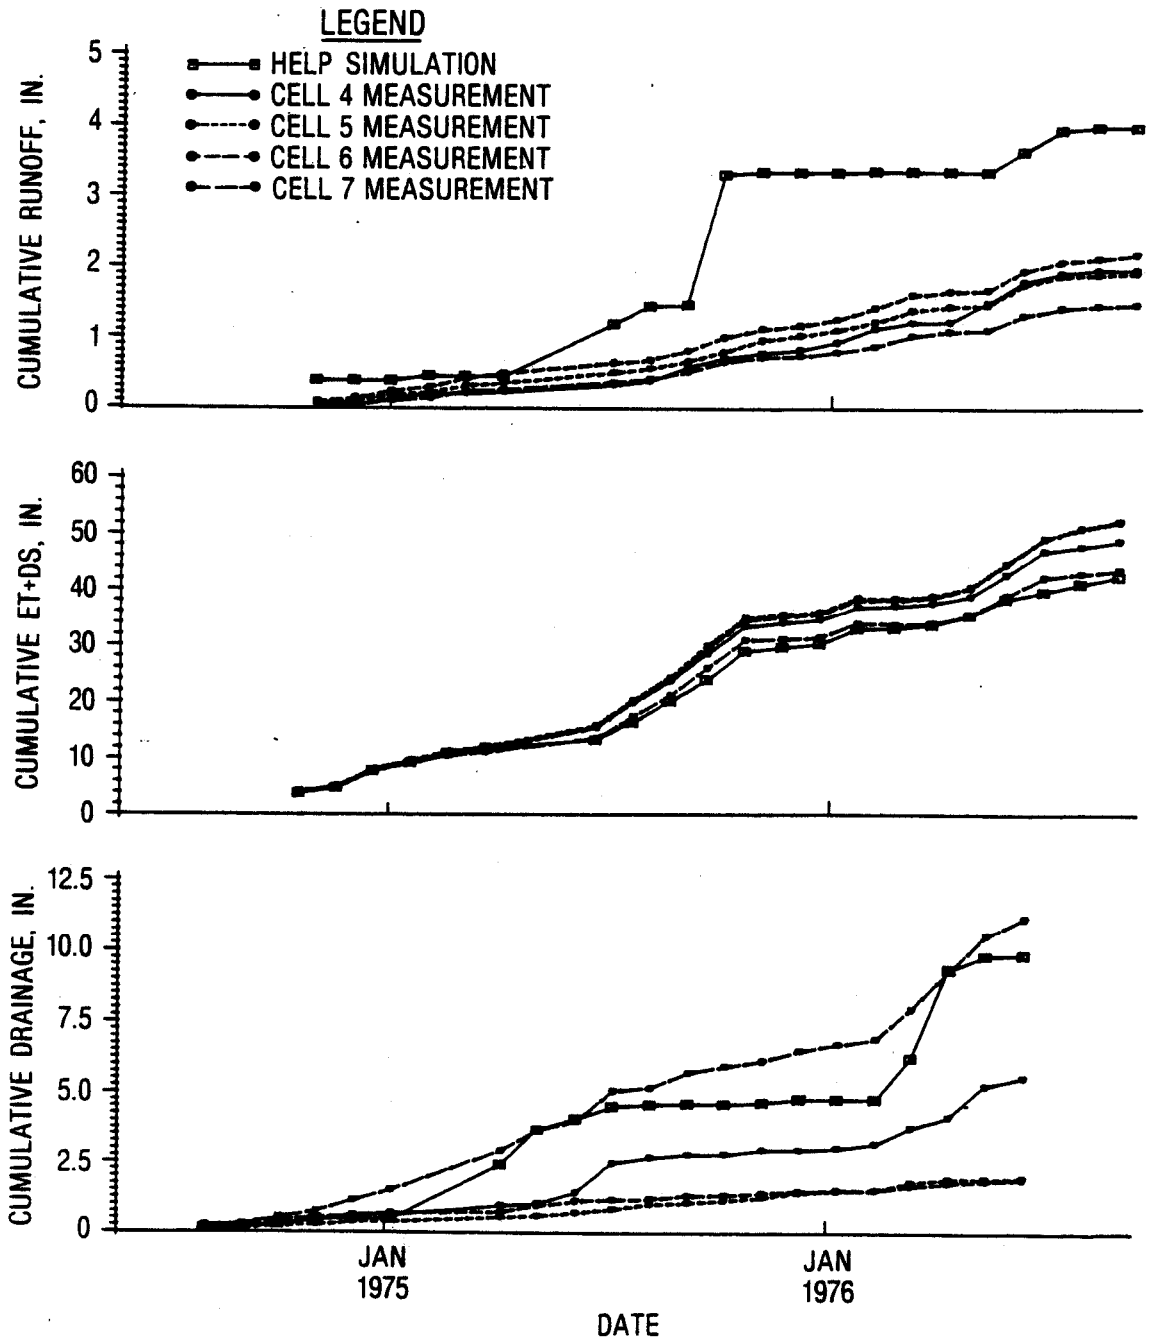 LEGEND
HELP SIMULATION
CELL 4 MEASUREMENT
CELL 5 MEASUREMENT
CELL 6 MEASUREMENT
CELL 7 MEASUREMENT
CUMULATIVE RUNOFF, IN.
5
4
3
2
1
0
CUMULATIVE ET+DS, IN.
60
50
40
30
20
10
0
CUMULATIVE DRAINAGE, IN.
12.5
10.0
7.5
5.0
2.5
0
JAN
1975
JAN
1976
DATE